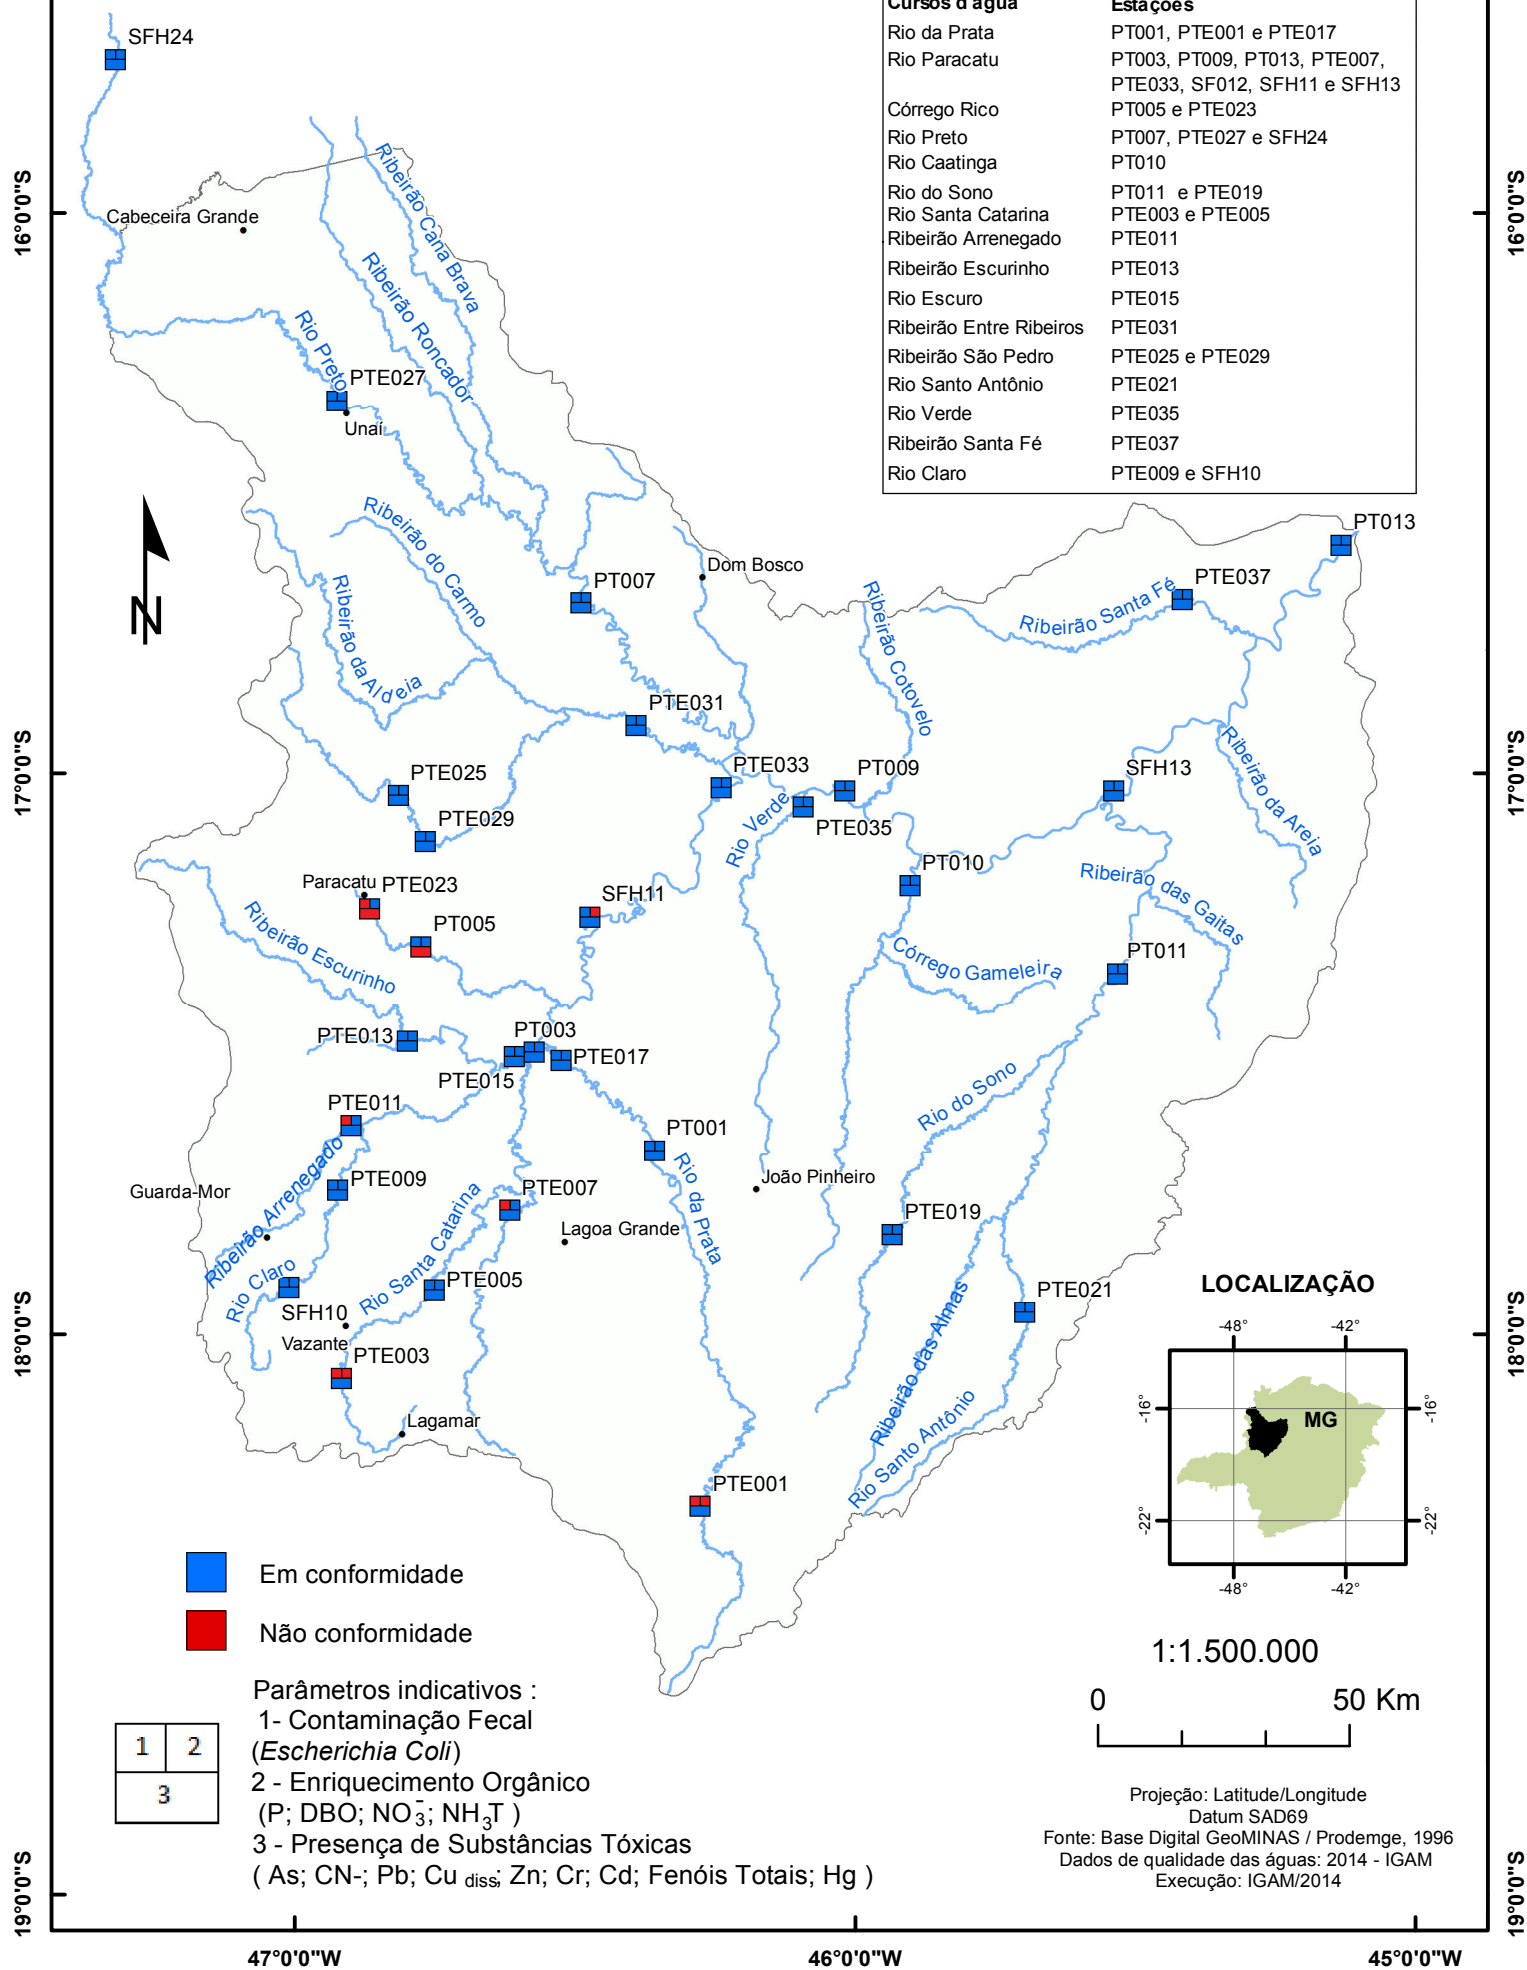 Cursos d'água Estações
Rio da Prata PT001, PTE001 e PTE017
Rio Paracatu PT003, PT009, PT013, PTE007,
PTE033, SF012, SFH11 e SFH13
Córrego Rico PT005 e PTE023
Rio Preto PT007, PTE027 e SFH24
Rio Caatinga PT010
Rio do Sono PT011 e PTE019
Rio Santa Catarina PTE003 e PTE005
Ribeirão Arrenegado PTE011
Ribeirão Escurinho PTE013
Rio Escuro PTE015
Ribeirão Entre Ribeiros PTE031
Ribeirão São Pedro PTE025 e PTE029
Rio Santo Antônio PTE021
Rio Verde PTE035
Ribeirão Santa Fé PTE037
Rio Claro PTE009 e SFH10
SFH24
16°0'0"S
16°0'0"S
Cabeceira Grande
Ribeirão Cana Brava
Ribeirão Roncador
Rio Preto
PTE027
Unaí
N
Ribeirão do Carmo
Ribeirão da Aldeia
PT007
Dom Bosco
Ribeirão Cotovelo
Ribeirão Santa Fé
PTE037
PT013
17°0'0"S
17°0'0"S
PTE031
PTE025
PTE029
PTE033
PT009
PTE035
Rio Verde
SFH13
Ribeirão da Areia
Paracatu
PTE023
PT005
SFH11
PT010
Ribeirão das Gaitas
Ribeirão Escurinho
Córrego Gameleira
PT011
PTE013
PT003
PTE015
PTE017
Rio do Sono
PTE011
PT001
Ribeirão Arrenegado
PTE009
Guarda-Mor
PTE007
Lagoa Grande
Rio da Prata
João Pinheiro
PTE019
Rio Santa Catarina
PTE005
Rio Claro
SFH10
Vazante
PTE003
Lagamar
PTE021
Ribeirão das Almas
Rio Santo Antônio
PTE001
18°0'0"S
18°0'0"S
LOCALIZAÇÃO
-48° -42°
-16° -16°
MG
-22° -22°
-48° -42°
Em conformidade
Não conformidade
1:1.500.000
0 50 Km
Parâmetros indicativos :
1- Contaminação Fecal
(Escherichia Coli)
2 - Enriquecimento Orgânico
(P; DBO; NO₃⁻; NH₃T )
3 - Presença de Substâncias Tóxicas
( As; CN-; Pb; Cu diss; Zn; Cr; Cd; Fenóis Totais; Hg )
1 2
3
Projeção: Latitude/Longitude
Datum SAD69
Fonte: Base Digital GeoMINAS / Prodemge, 1996
Dados de qualidade das águas: 2014 - IGAM
Execução: IGAM/2014
19°0'0"S
19°0'0"S
47°0'0"W 46°0'0"W 45°0'0"W